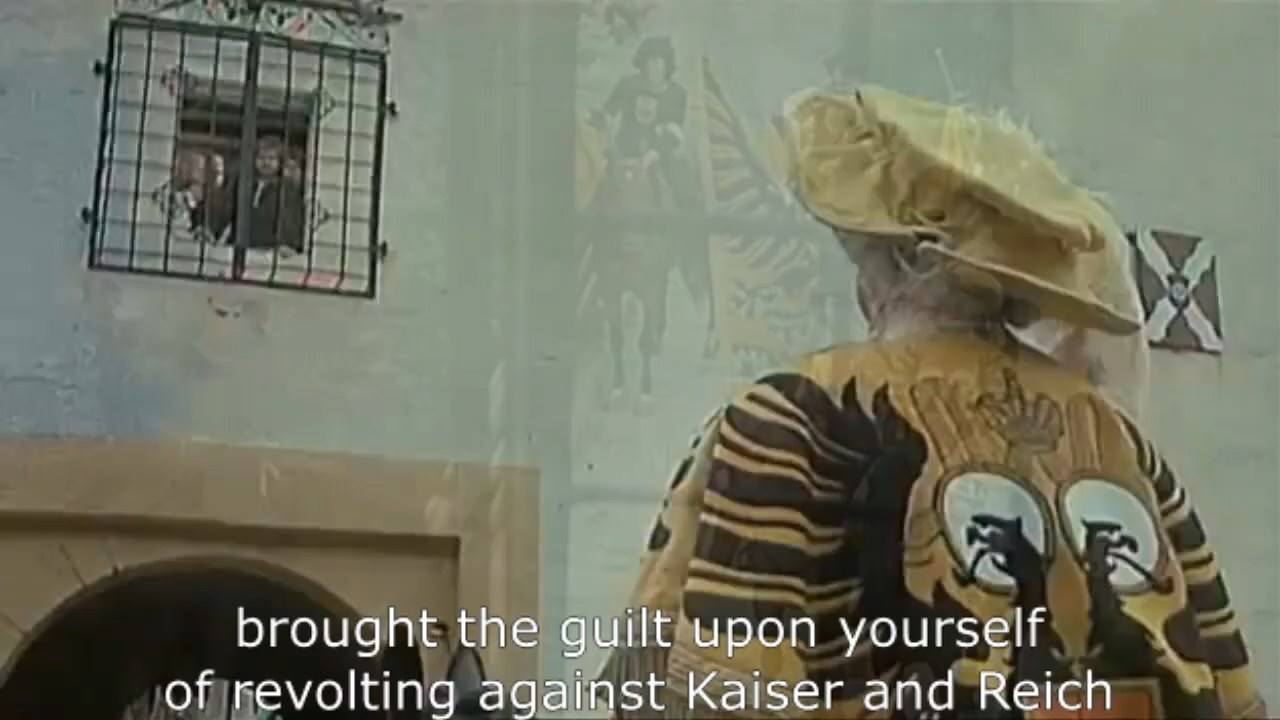 brought the guilt upon yourself
of revolting against Kaiser and Reich